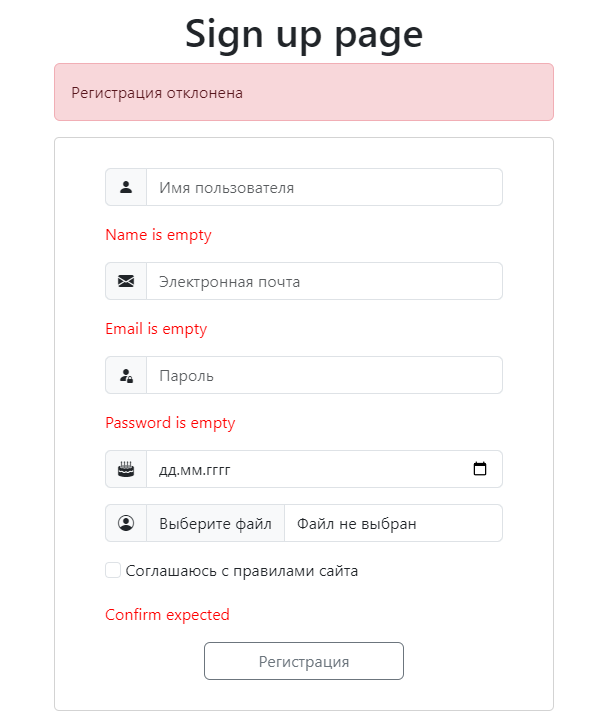 Sign up page
Регистрация отклонена
Имя пользователя
Name is empty
Электронная почта
Email is empty
Пароль
Password is empty
дд.мм.гггг
Выберите файл Файл не выбран
Соглашаюсь с правилами сайта
Confirm expected
Регистрация